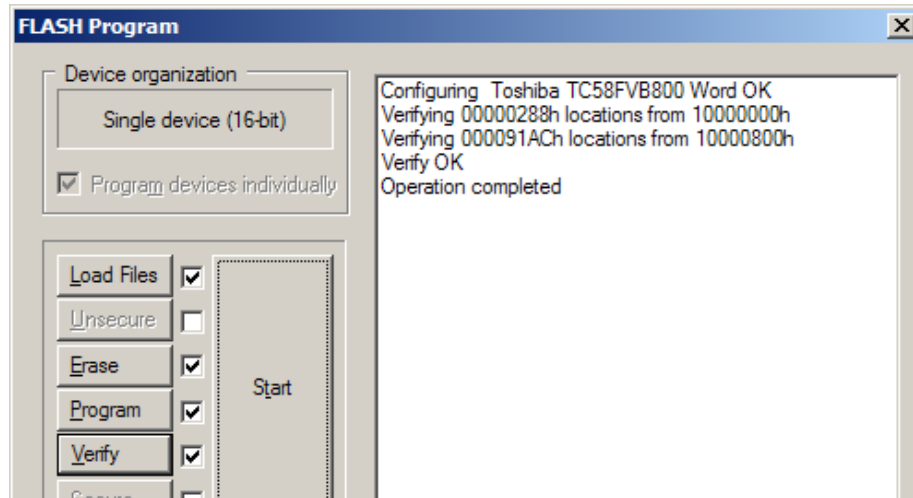 FLASH Program
Device organization
Single device (16-bit)
Program devices individually
Configuring  Toshiba TC58FVB800 Word OK
Verifying 00000288h locations from 10000000h
Verifying 000091ACh locations from 10000800h
Verify OK
Operation completed
Load Files
Unsecure
Erase
Program
Verify
Start